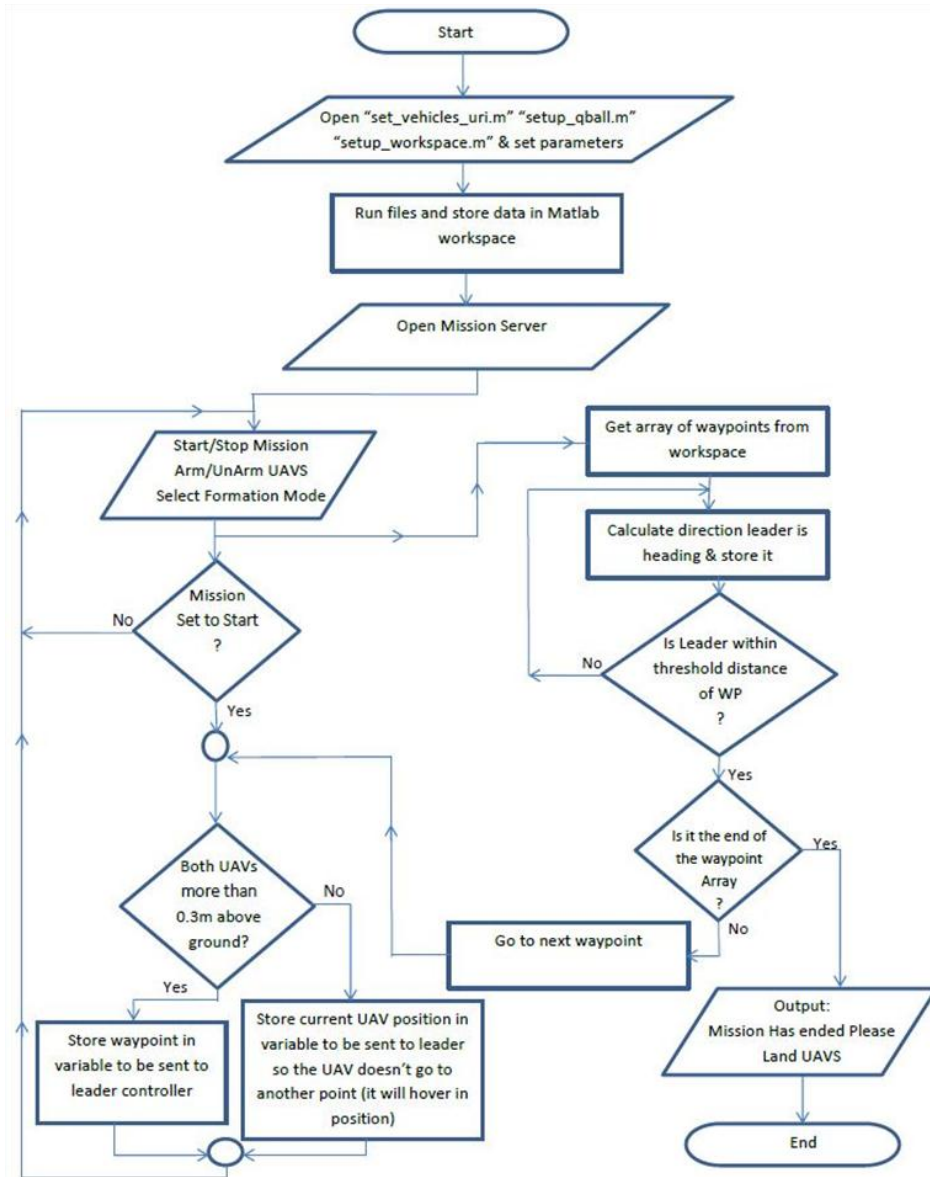 Start
Open “set_vehicles_uri.m” “setup_qball.m”
“setup_workspace.m” & set parameters
Run files and store data in Matlab
workspace
Open Mission Server
Start/Stop Mission
Arm/UnArm UAVS
Select Formation Mode
Mission
Set to Start
?
No
Yes
Both UAVs
more than
0.3m above
ground?
No
Yes
Store waypoint in
variable to be sent to
leader controller
Store current UAV position in
variable to be sent to leader
so the UAV doesn’t go to
another point (it will hover in
position)
Get array of waypoints from
workspace
Calculate direction leader is
heading & store it
Is Leader within
threshold distance
of WP
?
No
Yes
Is it the end of
the waypoint
Array
?
Yes
No
Go to next waypoint
Output:
Mission Has ended Please
Land UAVS
End